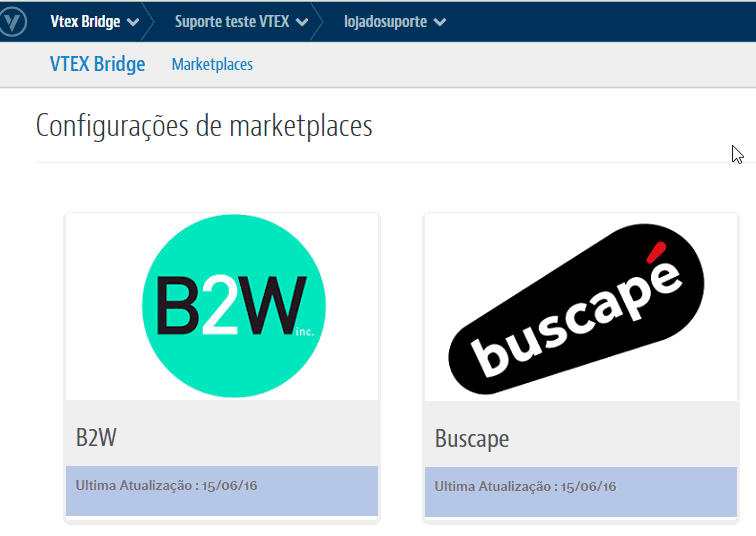 Vtex Bridge Suporte teste VTEX lojadosuporte
VTEX Bridge Marketplaces
Configurações de marketplaces
B2W
inc.
buscapé
B2W
Buscape
Ultima Atualização : 15/06/16
Ultima Atualização : 15/06/16